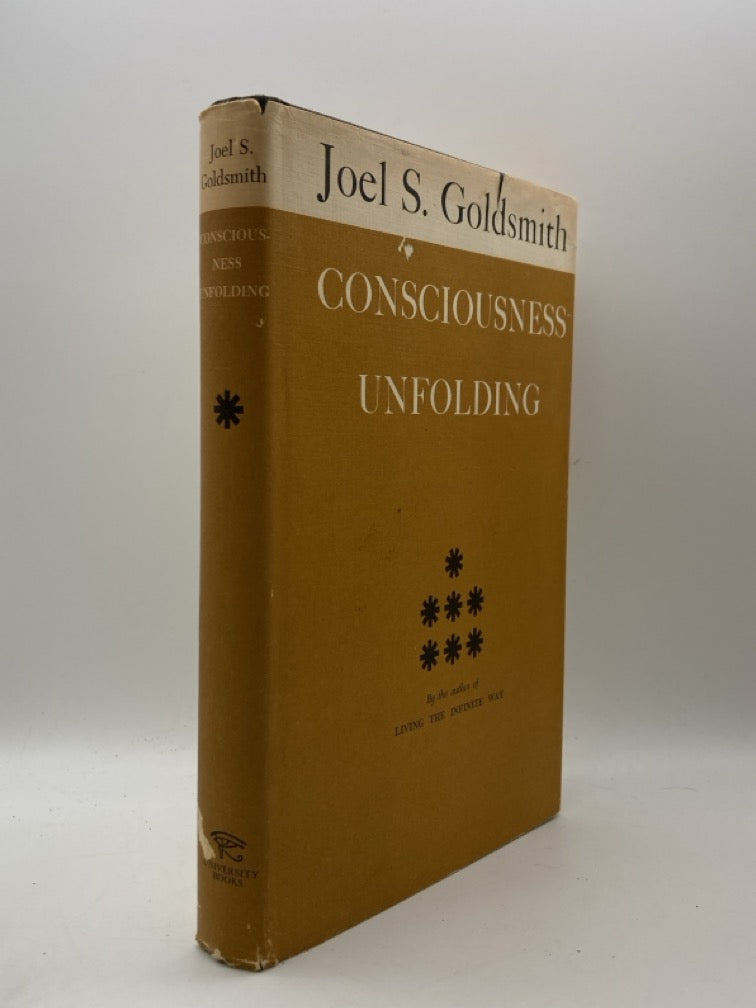 Joel S.
Goldsmith
CONSCIOUS-
NESS
UNFOLDING
UNIVERSITY
BOOKS
Joel S. Goldsmith
CONSCIOUSNESS
UNFOLDING
By the author of
LIVING THE INFINITE WAY